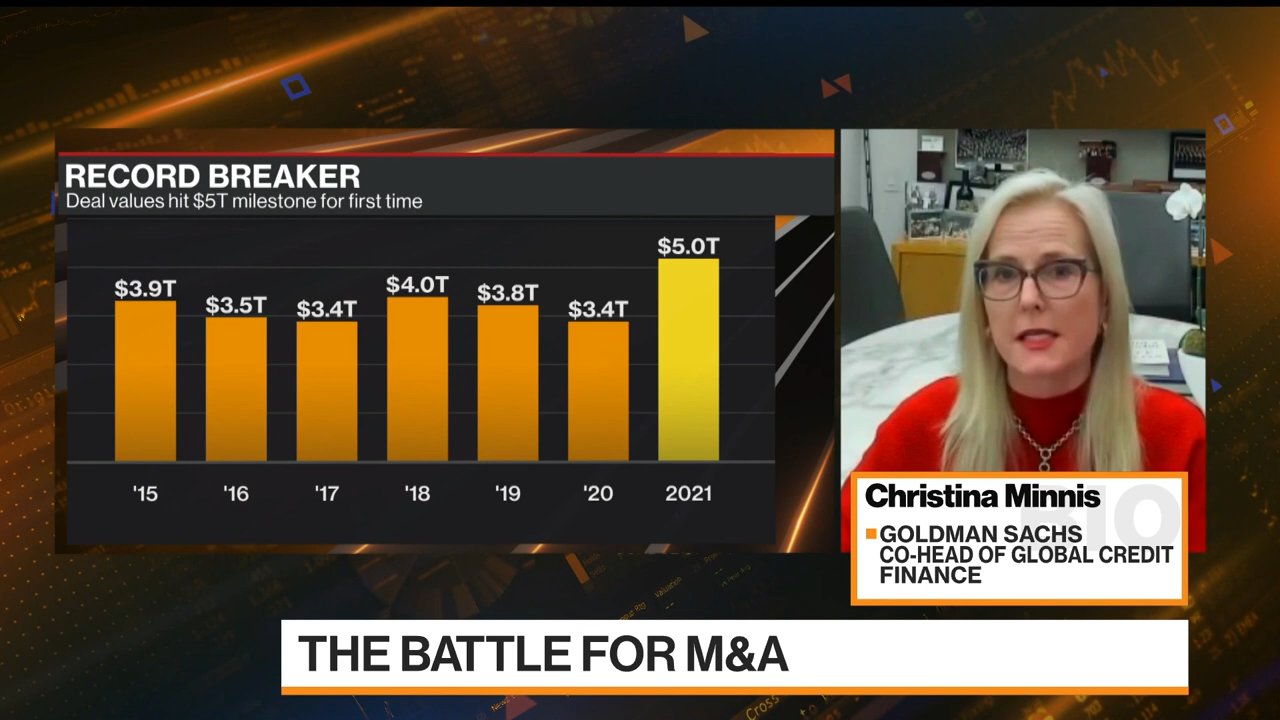 RECORD BREAKER
Deal values hit $5T milestone for first time
$3.9T
$3.5T
$3.4T
$4.0T
$3.8T
$3.4T
$5.0T
'15
'16
'17
'18
'19
'20
2021
Christina Minnis
BIO
GOLDMAN SACHS
CO-HEAD OF GLOBAL CREDIT
FINANCE
THE BATTLE FOR M&A